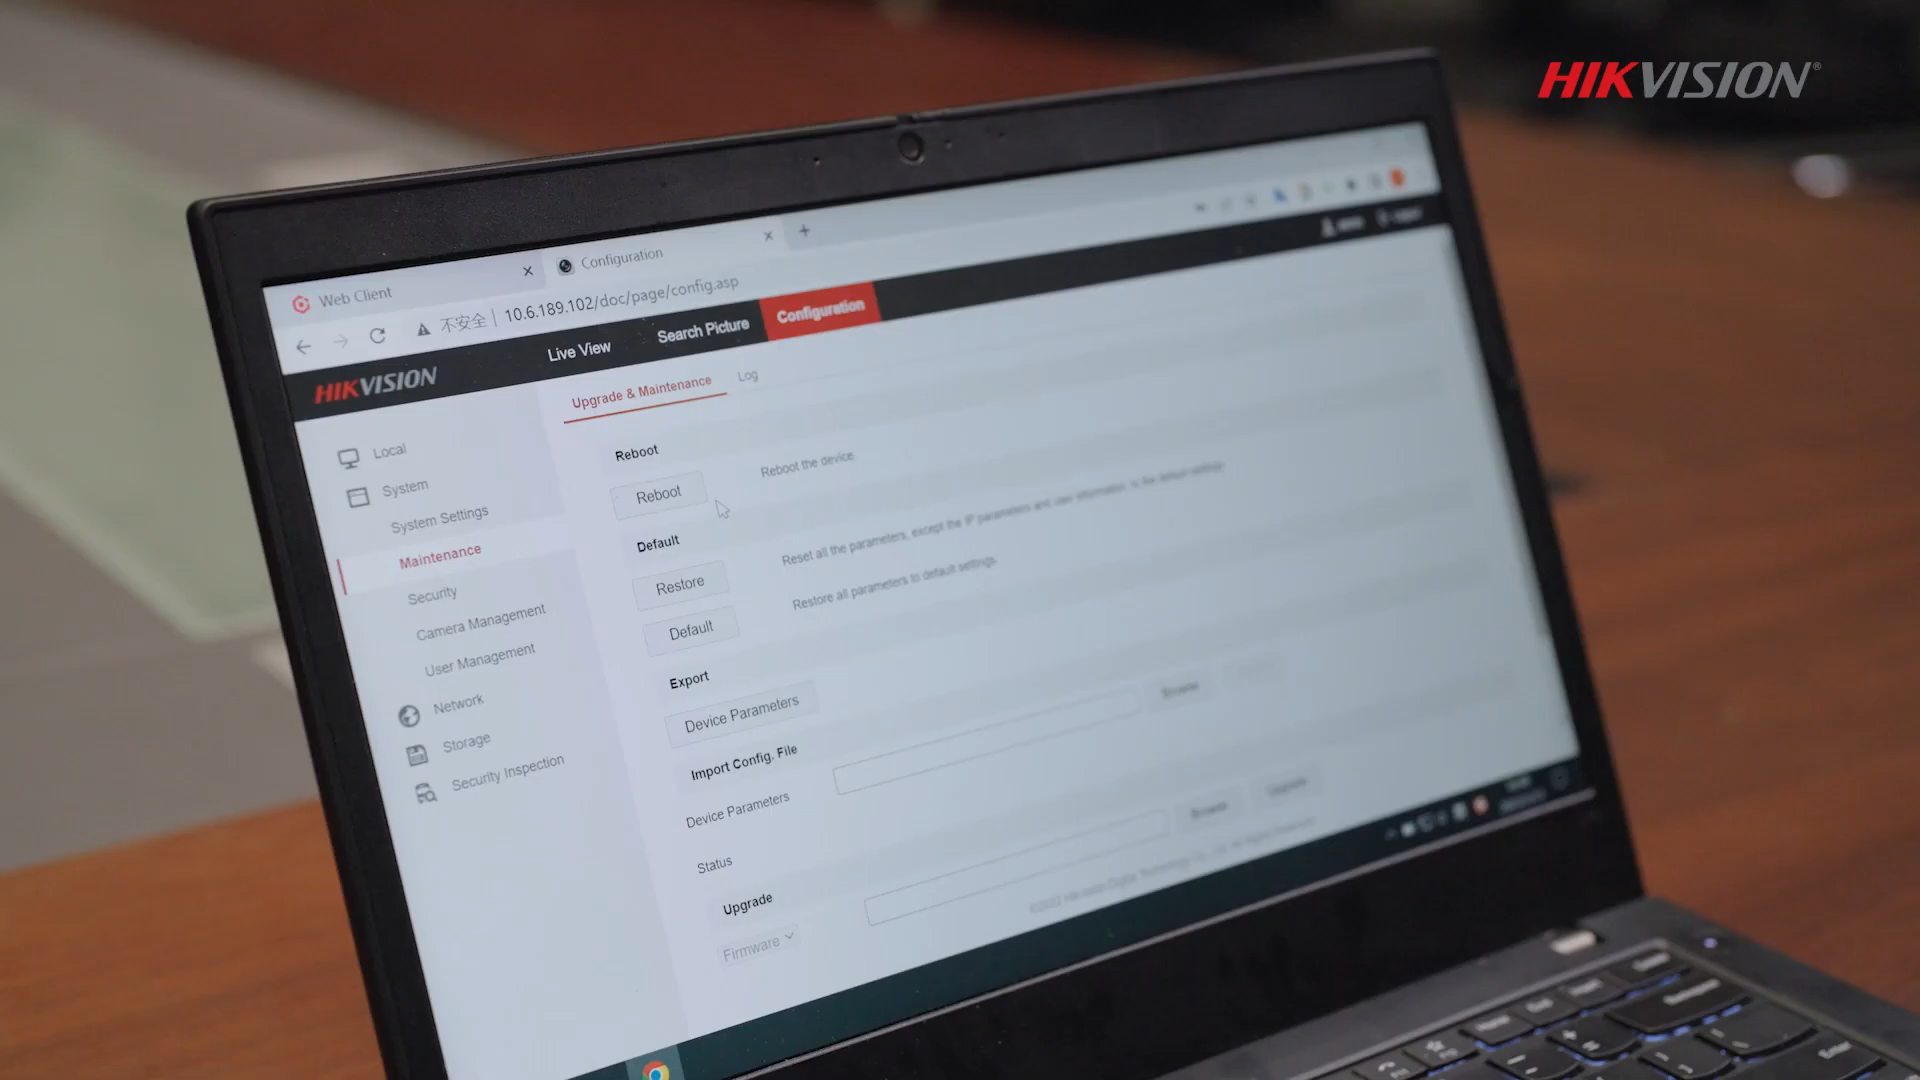 HIKVISION®
Web Client
Configuration
不安全 10.6.189.102/doc/page/config.asp
HIKVISION
Live View
Search Picture
Configuration
Local
System
System Settings
Maintenance
Security
Camera Management
User Management
Network
Storage
Security Inspection
Upgrade & Maintenance
Log
Reboot
Reboot
Reboot the device.
Default
Restore
Reset all the parameters, except the IP parameters and user information, to the default settings.
Default
Restore all parameters to default settings.
Export
Device Parameters
Import Config. File
Device Parameters
Browse
Status
Upgrade
Firmware
Browse
Upgrade
Enter